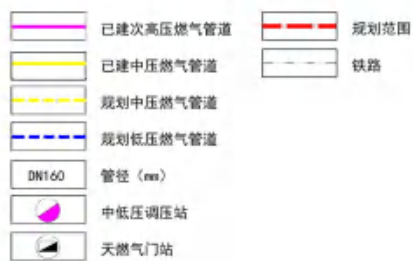 已建次高压燃气管道
已建中压燃气管道
规划中压燃气管道
规划低压燃气管道
DN160 管径（mm）
中低压调压站
天燃气门站
规划范围
铁路